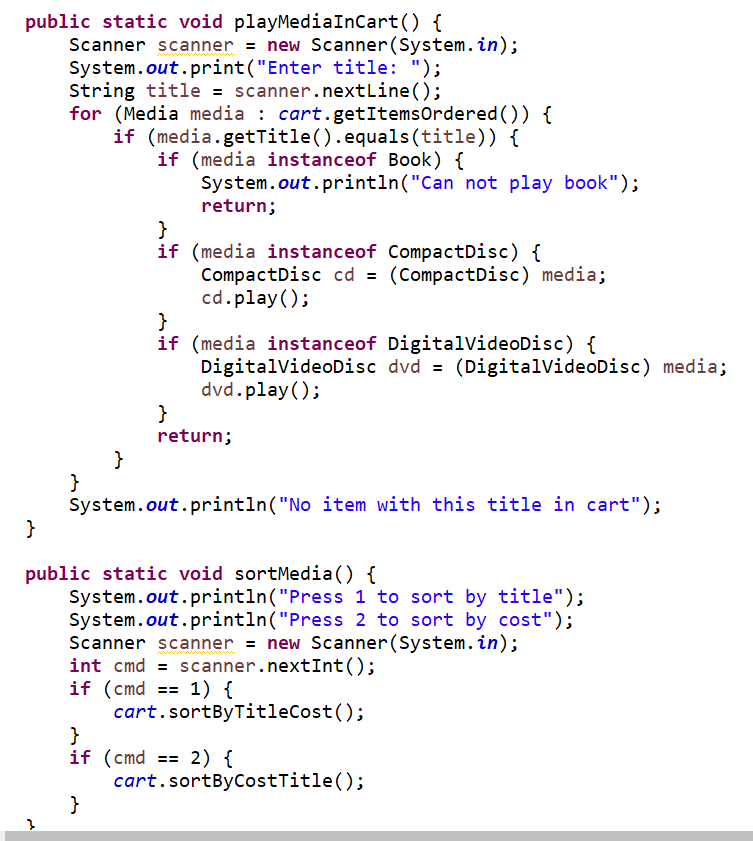 public static void playMediaInCart() {
    Scanner scanner = new Scanner(System.in);
    System.out.print("Enter title: ");
    String title = scanner.nextLine();
    for (Media media : cart.getItemsOrdered()) {
        if (media.getTitle().equals(title)) {
            if (media instanceof Book) {
                System.out.println("Can not play book");
                return;
            }
            if (media instanceof CompactDisc) {
                CompactDisc cd = (CompactDisc) media;
                cd.play();
            }
            if (media instanceof DigitalVideoDisc) {
                DigitalVideoDisc dvd = (DigitalVideoDisc) media;
                dvd.play();
            }
            return;
        }
    }
    System.out.println("No item with this title in cart");
}

public static void sortMedia() {
    System.out.println("Press 1 to sort by title");
    System.out.println("Press 2 to sort by cost");
    Scanner scanner = new Scanner(System.in);
    int cmd = scanner.nextInt();
    if (cmd == 1) {
        cart.sortByTitleCost();
    }
    if (cmd == 2) {
        cart.sortByCostTitle();
    }
}